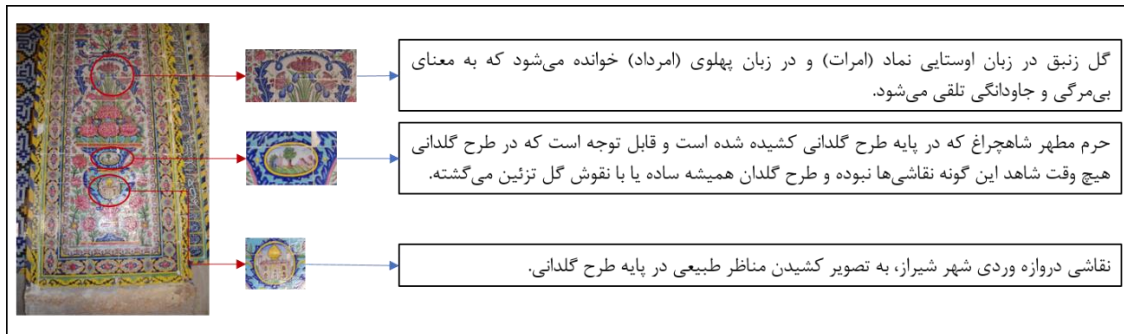 گل زنبق در زبان اوستایی نماد (امرات) و در زبان پهلوی (امرداد) خوانده می‌شود که به معنای
بی‌مرگی و جاودانگی تلقی می‌شود.
حرم مطهر شاهچراغ که در پایه طرح گلدانی کشیده شده است و قابل توجه است که در طرح گلدانی
هیچ وقت شاهد این گونه نقاشی‌ها نبوده و طرح گلدان همیشه ساده یا با نقوش گل تزئین می‌گشته.
نقاشی دروازه وردی شهر شیراز، به تصویر کشیدن مناظر طبیعی در پایه طرح گلدانی.